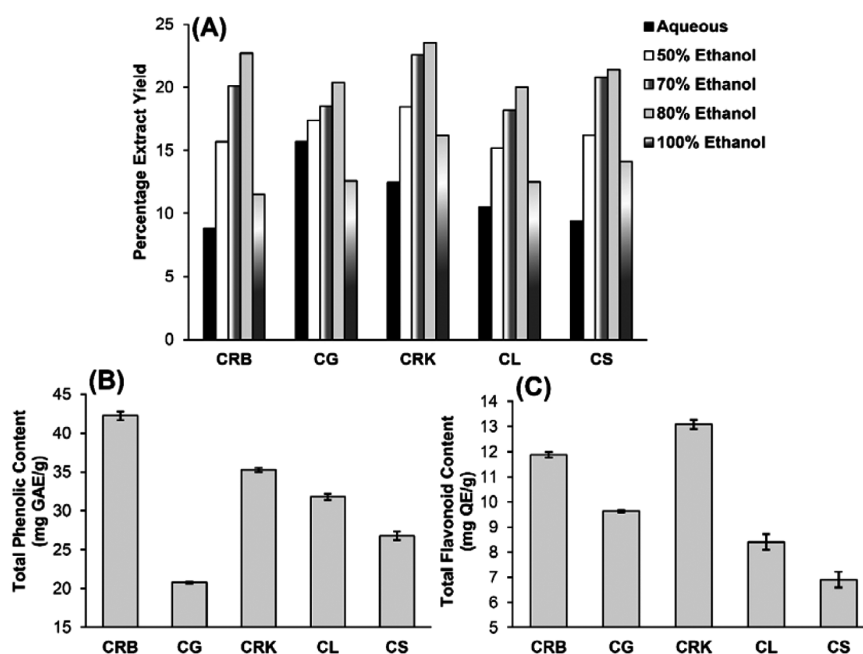 (A)
Percentage Extract Yield
25
20
15
10
5
0
CRB CG CRK CL CS
Aqueous
50% Ethanol
70% Ethanol
80% Ethanol
100% Ethanol
(B)
Total Phenolic Content
(mg GAE/g)
45
40
35
30
25
20
15
CRB CG CRK CL CS
(C)
Total Flavonoid Content
(mg QE/g)
14
13
12
11
10
9
8
7
6
5
CRB CG CRK CL CS